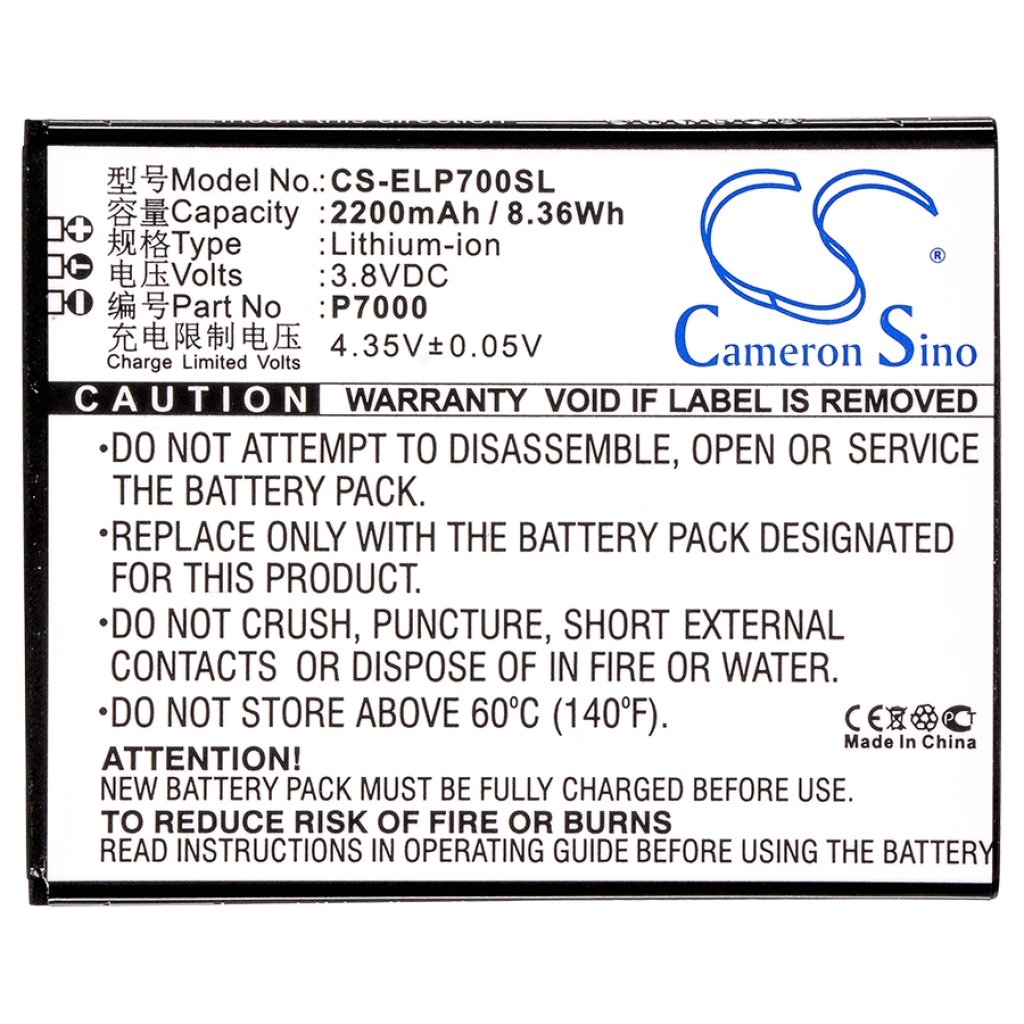 Insert this side
型号Model No.: CS-ELP700SL
容量Capacity : 2200mAh / 8.36Wh
规格Type : Lithium-ion
电压Volts : 3.8VDC
编号Part No : P7000
充电限制电压 4.35V±0.05V
Charge Limited Volts
CS ®
Cameron Sino
CAUTION WARRANTY VOID IF LABEL IS REMOVED
·DO NOT ATTEMPT TO DISASSEMBLE, OPEN OR SERVICE
THE BATTERY PACK.
·REPLACE ONLY WITH THE BATTERY PACK DESIGNATED
FOR THIS PRODUCT.
·DO NOT CRUSH, PUNCTURE, SHORT EXTERNAL
CONTACTS OR DISPOSE OF IN FIRE OR WATER.
·DO NOT STORE ABOVE 60°C (140°F).
CE PCT
Made In China
ATTENTION!
NEW BATTERY PACK MUST BE FULLY CHARGED BEFORE USE.
TO REDUCE RISK OF FIRE OR BURNS
READ INSTRUCTIONS IN OPERATING GUIDE BEFORE USING THE BATTERY